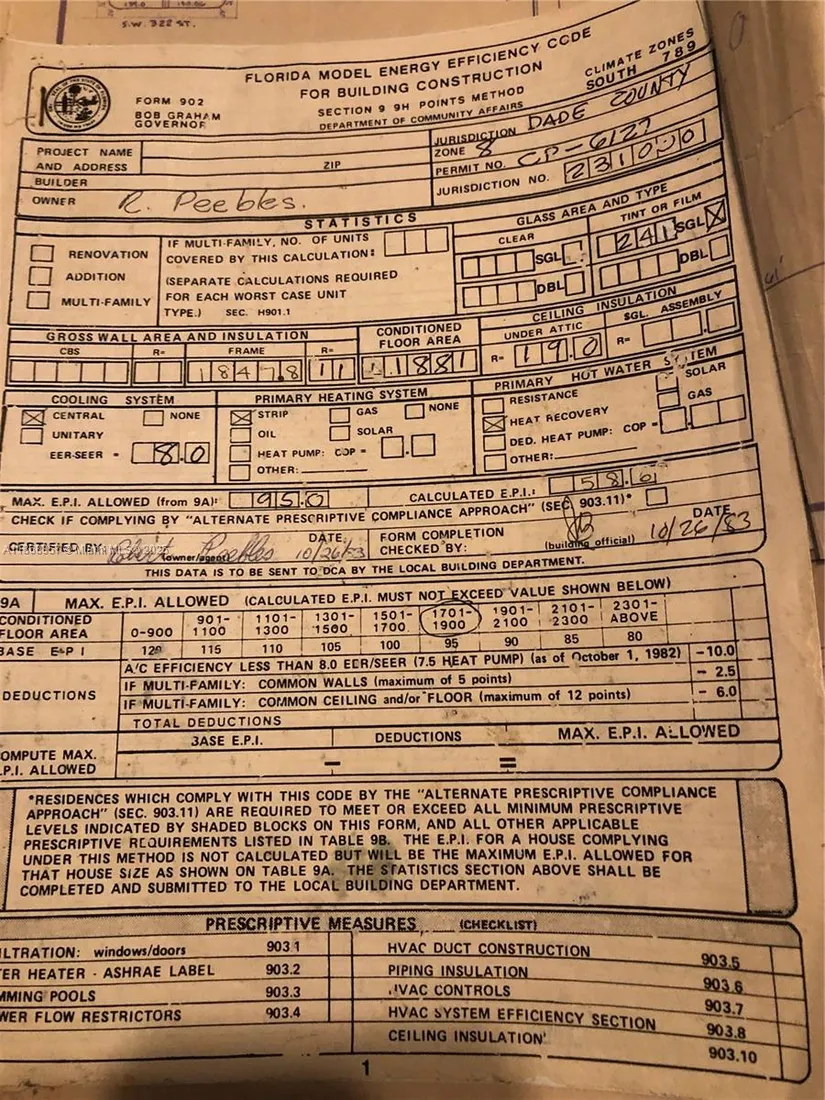 S.W. 322 ST.
FLORIDA MODEL ENERGY EFFICIENCY CODE
FOR BUILDING CONSTRUCTION
SECTION 9 9H POINTS METHOD
DEPARTMENT OF COMMUNITY AFFAIRS
CLIMATE ZONES
SOUTH 7 8 9
FORM 902
BOB GRAHAM
GOVERNOR
PROJECT NAME
AND ADDRESS
ZIP
BUILDER
OWNER R. Peebles.
JURISDICTION DADE COUNTY
ZONE 8
PERMIT NO. CP-6127
JURISDICTION NO. 231000
STATISTICS
RENOVATION
ADDITION
MULTI-FAMILY
IF MULTI-FAMILY, NO. OF UNITS
COVERED BY THIS CALCULATION:
(SEPARATE CALCULATIONS REQUIRED
FOR EACH WORST CASE UNIT
TYPE.) SEC. H901.1
GLASS AREA AND TYPE
CLEAR TINT OR FILM
SGL 241 SGL
DBL DBL
GROSS WALL AREA AND INSULATION
CBS R= FRAME R=
1847.8 11
CONDITIONED
FLOOR AREA
1881
CEILING INSULATION
UNDER ATTIC SGL. ASSEMBLY
R= 19.0 R=
COOLING SYSTEM
CENTRAL NONE
UNITARY
EER-SEER = 8.0
PRIMARY HEATING SYSTEM
STRIP GAS NONE
OIL SOLAR
HEAT PUMP: COP =
OTHER:
PRIMARY HOT WATER SYSTEM
RESISTANCE SOLAR
HEAT RECOVERY GAS
DED. HEAT PUMP: COP =
OTHER:
MAX. E.P.I. ALLOWED (from 9A): 95.0 CALCULATED E.P.I.: 58.6
CHECK IF COMPLYING BY "ALTERNATE PRESCRIPTIVE COMPLIANCE APPROACH" (SEC. 903.11)*
CERTIFIED BY: Robert Peebles DATE: 10/26/83
(owner/agent)
FORM COMPLETION
CHECKED BY:
(building official)
DATE
10/26/83
THIS DATA IS TO BE SENT TO DCA BY THE LOCAL BUILDING DEPARTMENT.
9A MAX. E.P.I. ALLOWED (CALCULATED E.P.I. MUST NOT EXCEED VALUE SHOWN BELOW)
CONDITIONED 901- 1101- 1301- 1501- 1701- 1901- 2101- 2301-
FLOOR AREA 0-900 1100 1300 1500 1700 1900 2100 2300 ABOVE
BASE E.P.I 120 115 110 105 100 95 90 85 80
DEDUCTIONS
A/C EFFICIENCY LESS THAN 8.0 EER/SEER (7.5 HEAT PUMP) (as of October 1, 1982) -10.0
IF MULTI-FAMILY: COMMON WALLS (maximum of 5 points) - 2.5
IF MULTI-FAMILY: COMMON CEILING and/or FLOOR (maximum of 12 points) - 6.0
TOTAL DEDUCTIONS
BASE E.P.I. DEDUCTIONS MAX. E.P.I. ALLOWED
OMPUTE MAX.
.P.I. ALLOWED - =
*RESIDENCES WHICH COMPLY WITH THIS CODE BY THE "ALTERNATE PRESCRIPTIVE COMPLIANCE
APPROACH" (SEC. 903.11) ARE REQUIRED TO MEET OR EXCEED ALL MINIMUM PRESCRIPTIVE
LEVELS INDICATED BY SHADED BLOCKS ON THIS FORM, AND ALL OTHER APPLICABLE
PRESCRIPTIVE REQUIREMENTS LISTED IN TABLE 9B. THE E.P.I. FOR A HOUSE COMPLYING
UNDER THIS METHOD IS NOT CALCULATED BUT WILL BE THE MAXIMUM E.P.I. ALLOWED FOR
THAT HOUSE SIZE AS SHOWN ON TABLE 9A. THE STATISTICS SECTION ABOVE SHALL BE
COMPLETED AND SUBMITTED TO THE LOCAL BUILDING DEPARTMENT.
PRESCRIPTIVE MEASURES (CHECKLIST)
ILTRATION: windows/doors 903.1
TER HEATER - ASHRAE LABEL 903.2
MMING POOLS 903.3
WER FLOW RESTRICTORS 903.4
HVAC DUCT CONSTRUCTION 903.5
PIPING INSULATION 903.6
HVAC CONTROLS 903.7
HVAC SYSTEM EFFICIENCY SECTION 903.8
CEILING INSULATION 903.10
1